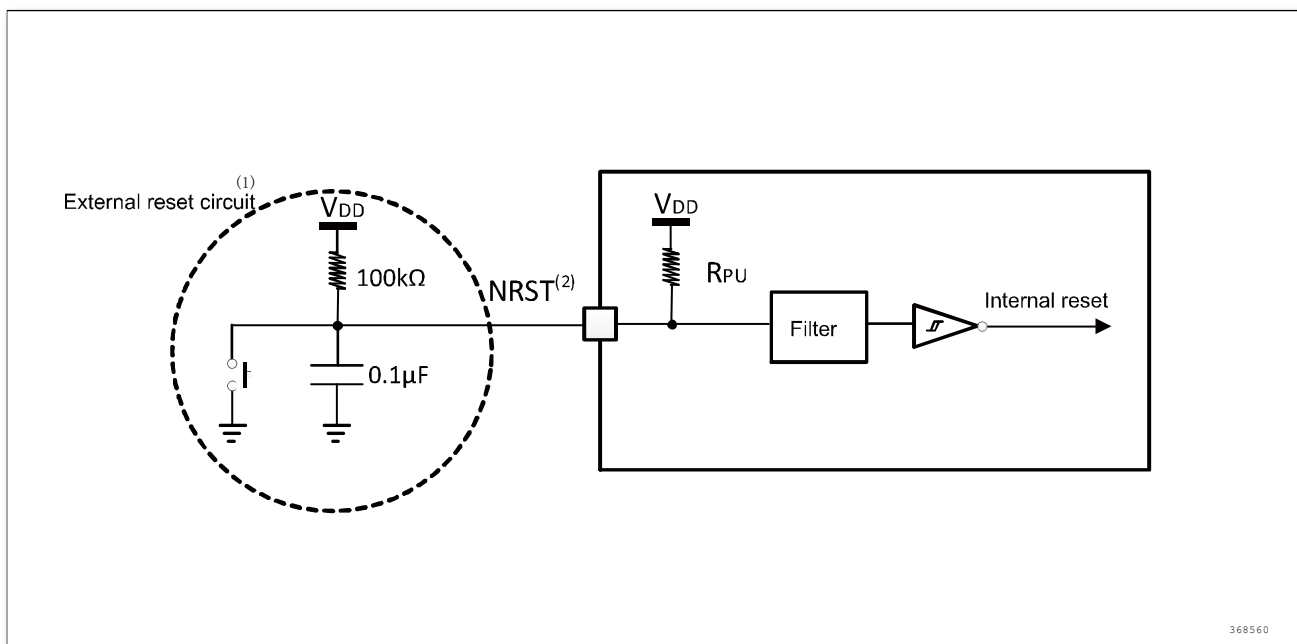 External reset circuit(1)
VDD
100kΩ
0.1µF
NRST(2)
VDD
RPU
Filter
Internal reset
368560